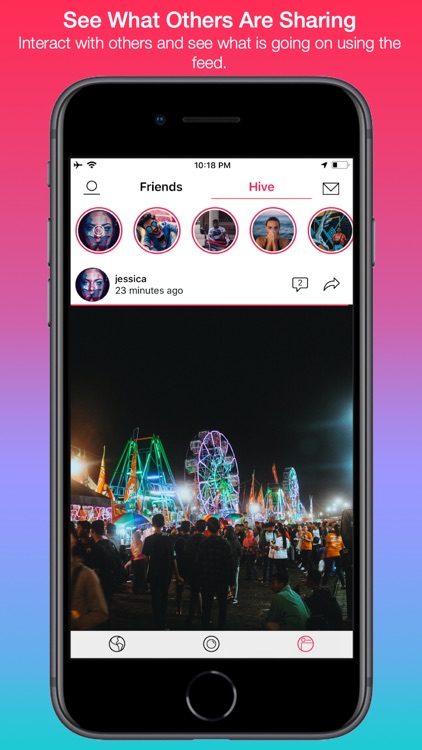 See What Others Are Sharing
Interact with others and see what is going on using the
feed.
10:18 PM
Friends
Hive
jessica
2
23 minutes ago